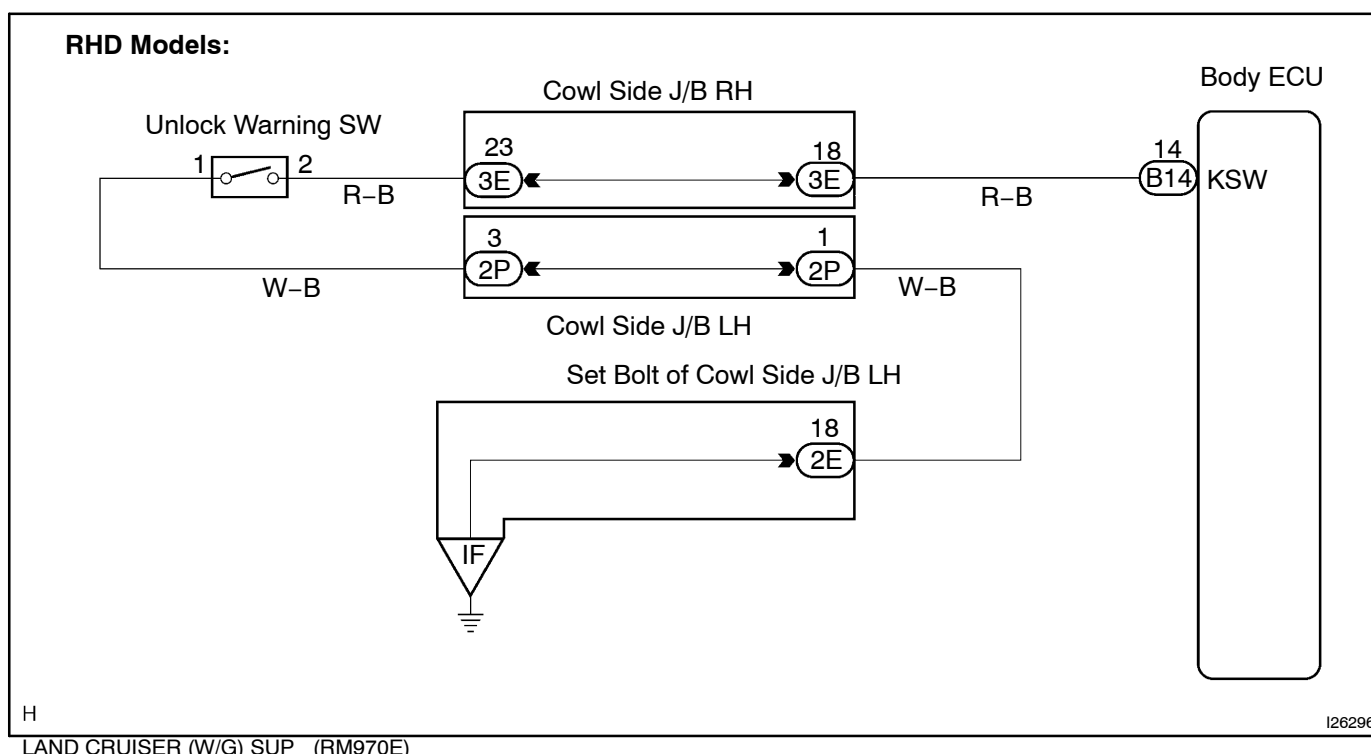 RHD Models:
Body ECU
Cowl Side J/B RH
Unlock Warning SW
1 2
23
3E
18
3E
14
B14 KSW
R–B
R–B
3
2P
1
2P
W–B
W–B
Cowl Side J/B LH
Set Bolt of Cowl Side J/B LH
18
2E
IF
H
I26296
LAND CRUISER (W/G) SUP (RM970E)